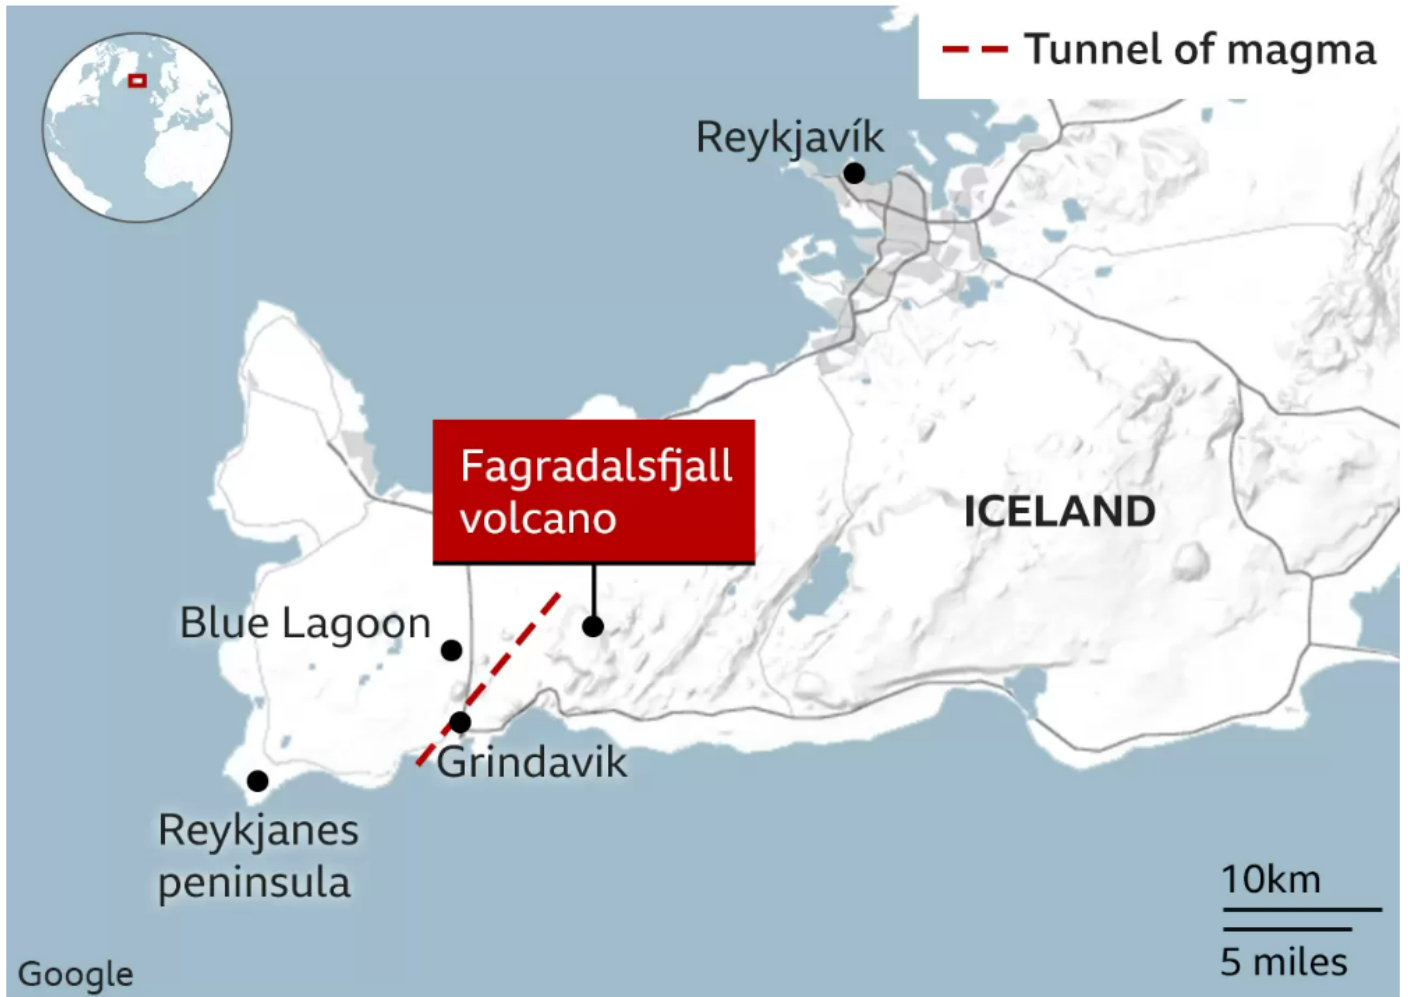 Tunnel of magma
Reykjavík
Fagradalsfjall
volcano
ICELAND
Blue Lagoon
Grindavik
Reykjanes
peninsula
10km
5 miles
Google